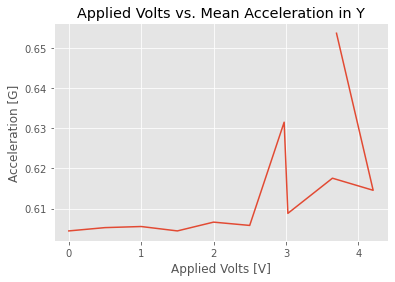 Applied Volts vs. Mean Acceleration in Y
Acceleration [G]
0.65
0.64
0.63
0.62
0.61
0 1 2 3 4
Applied Volts [V]